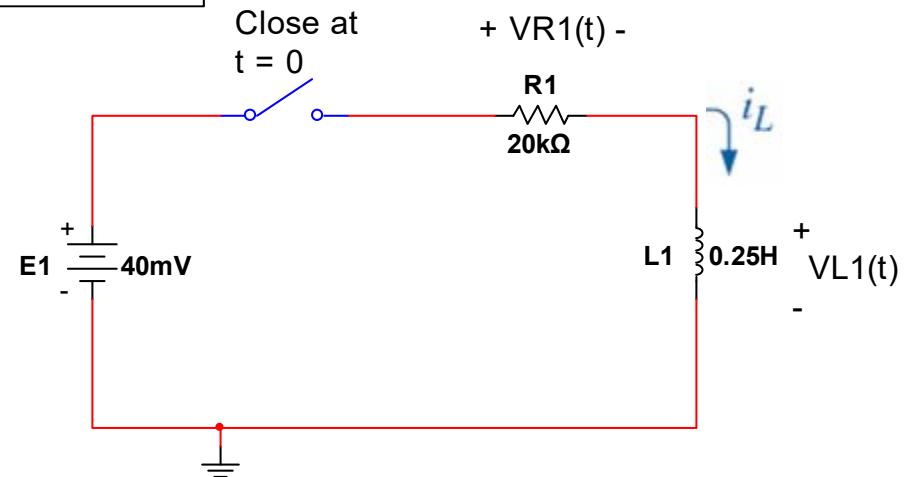 Close at
t = 0
+ VR1(t) -
R1
20kΩ
iL
+
E1
40mV
-
L1
0.25H
+
VL1(t)
-